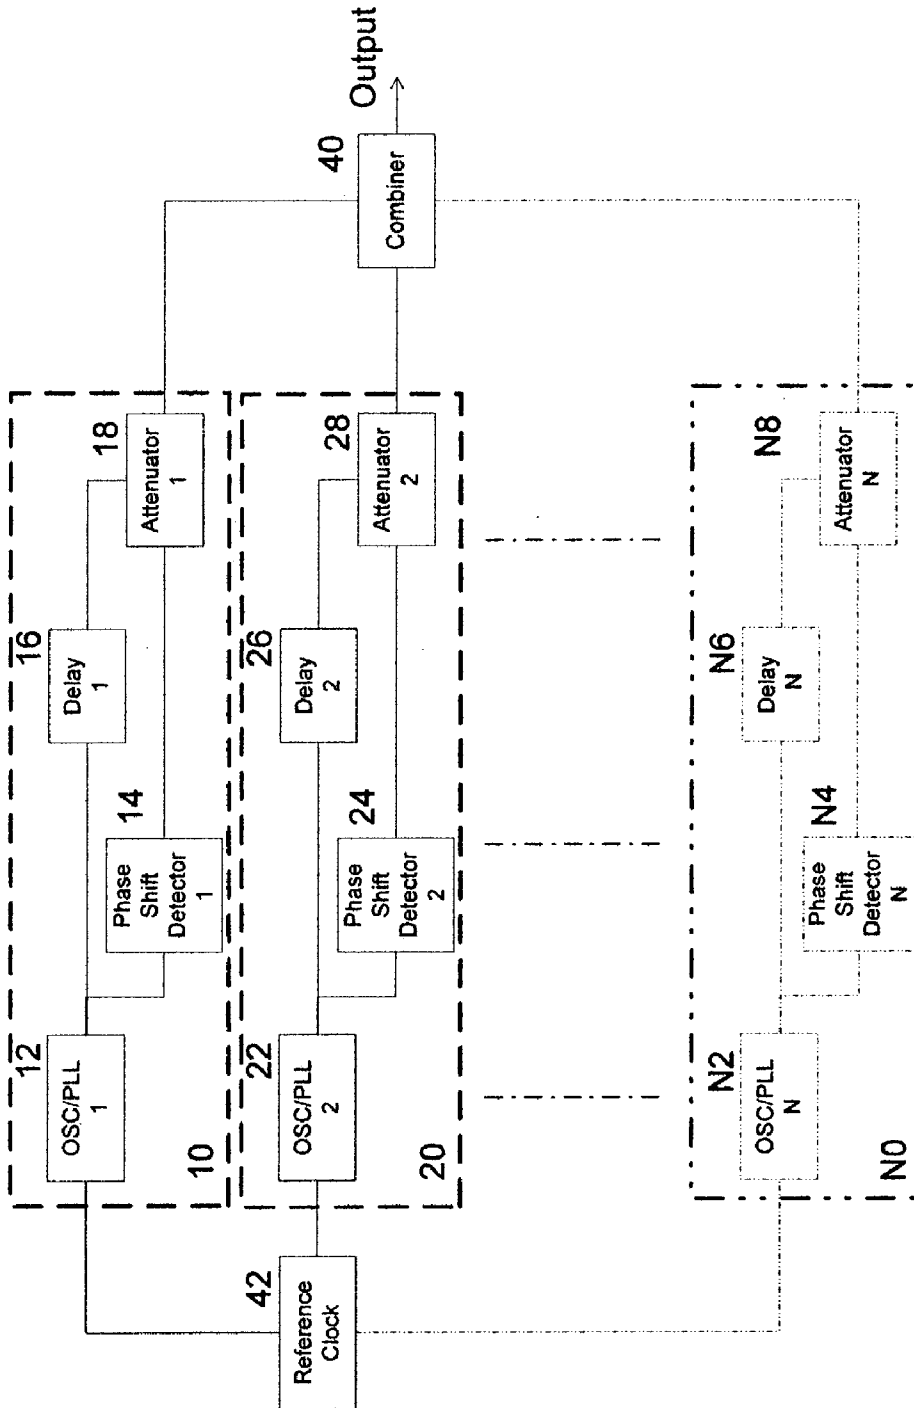 Output
40
Combiner
18
Attenuator
1
16
Delay
1
14
Phase
Shift
Detector
1
12
OSC/PLL
1
10
28
Attenuator
2
26
Delay
2
24
Phase
Shift
Detector
2
22
OSC/PLL
2
20
N8
Attenuator
N
N6
Delay
N
N4
Phase
Shift
Detector
N
N2
OSC/PLL
N
N0
42
Reference
Clock